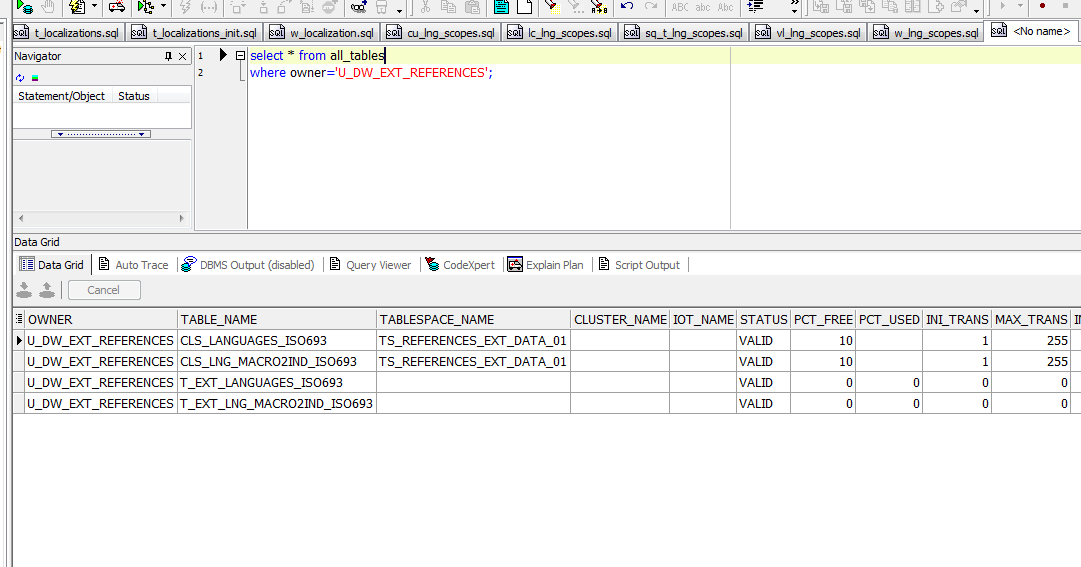 t_localizations.sql t_localizations_init.sql w_localization.sql cu_lng_scopes.sql lc_lng_scopes.sql sq_t_lng_scopes.sql vl_lng_scopes.sql w_lng_scopes.sql <No name>
Navigator
Statement/Object Status
1 select * from all_tables
2 where owner='U_DW_EXT_REFERENCES';
Data Grid
Data Grid Auto Trace DBMS Output (disabled) Query Viewer CodeXpert Explain Plan Script Output
Cancel
OWNER TABLE_NAME TABLESPACE_NAME CLUSTER_NAME IOT_NAME STATUS PCT_FREE PCT_USED INI_TRANS MAX_TRANS
U_DW_EXT_REFERENCES CLS_LANGUAGES_ISO693 TS_REFERENCES_EXT_DATA_01 VALID 10 1 255
U_DW_EXT_REFERENCES CLS_LNG_MACRO2IND_ISO693 TS_REFERENCES_EXT_DATA_01 VALID 10 1 255
U_DW_EXT_REFERENCES T_EXT_LANGUAGES_ISO693 VALID 0 0 0 0
U_DW_EXT_REFERENCES T_EXT_LNG_MACRO2IND_ISO693 VALID 0 0 0 0